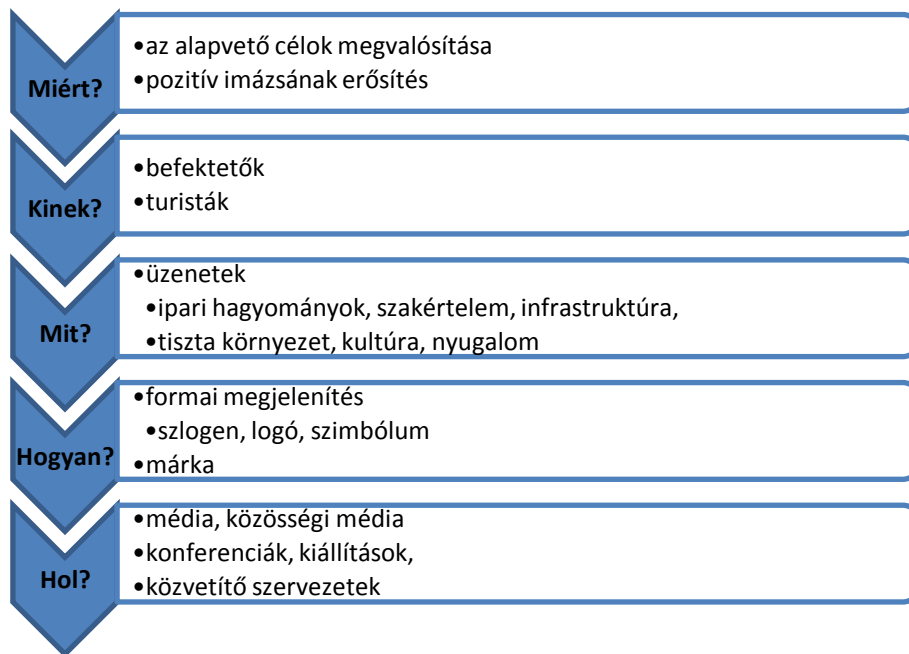 Miért?
•az alapvető célok megvalósítása
•pozitív imázsának erősítés
Kinek?
•befektetők
•turisták
Mit?
•üzenetek
•ipari hagyományok, szakértelem, infrastruktúra,
•tiszta környezet, kultúra, nyugalom
Hogyan?
•formai megjelenítés
•szlogen, logó, szimbólum
•márka
Hol?
•média, közösségi média
•konferenciák, kiállítások,
•közvetítő szervezetek